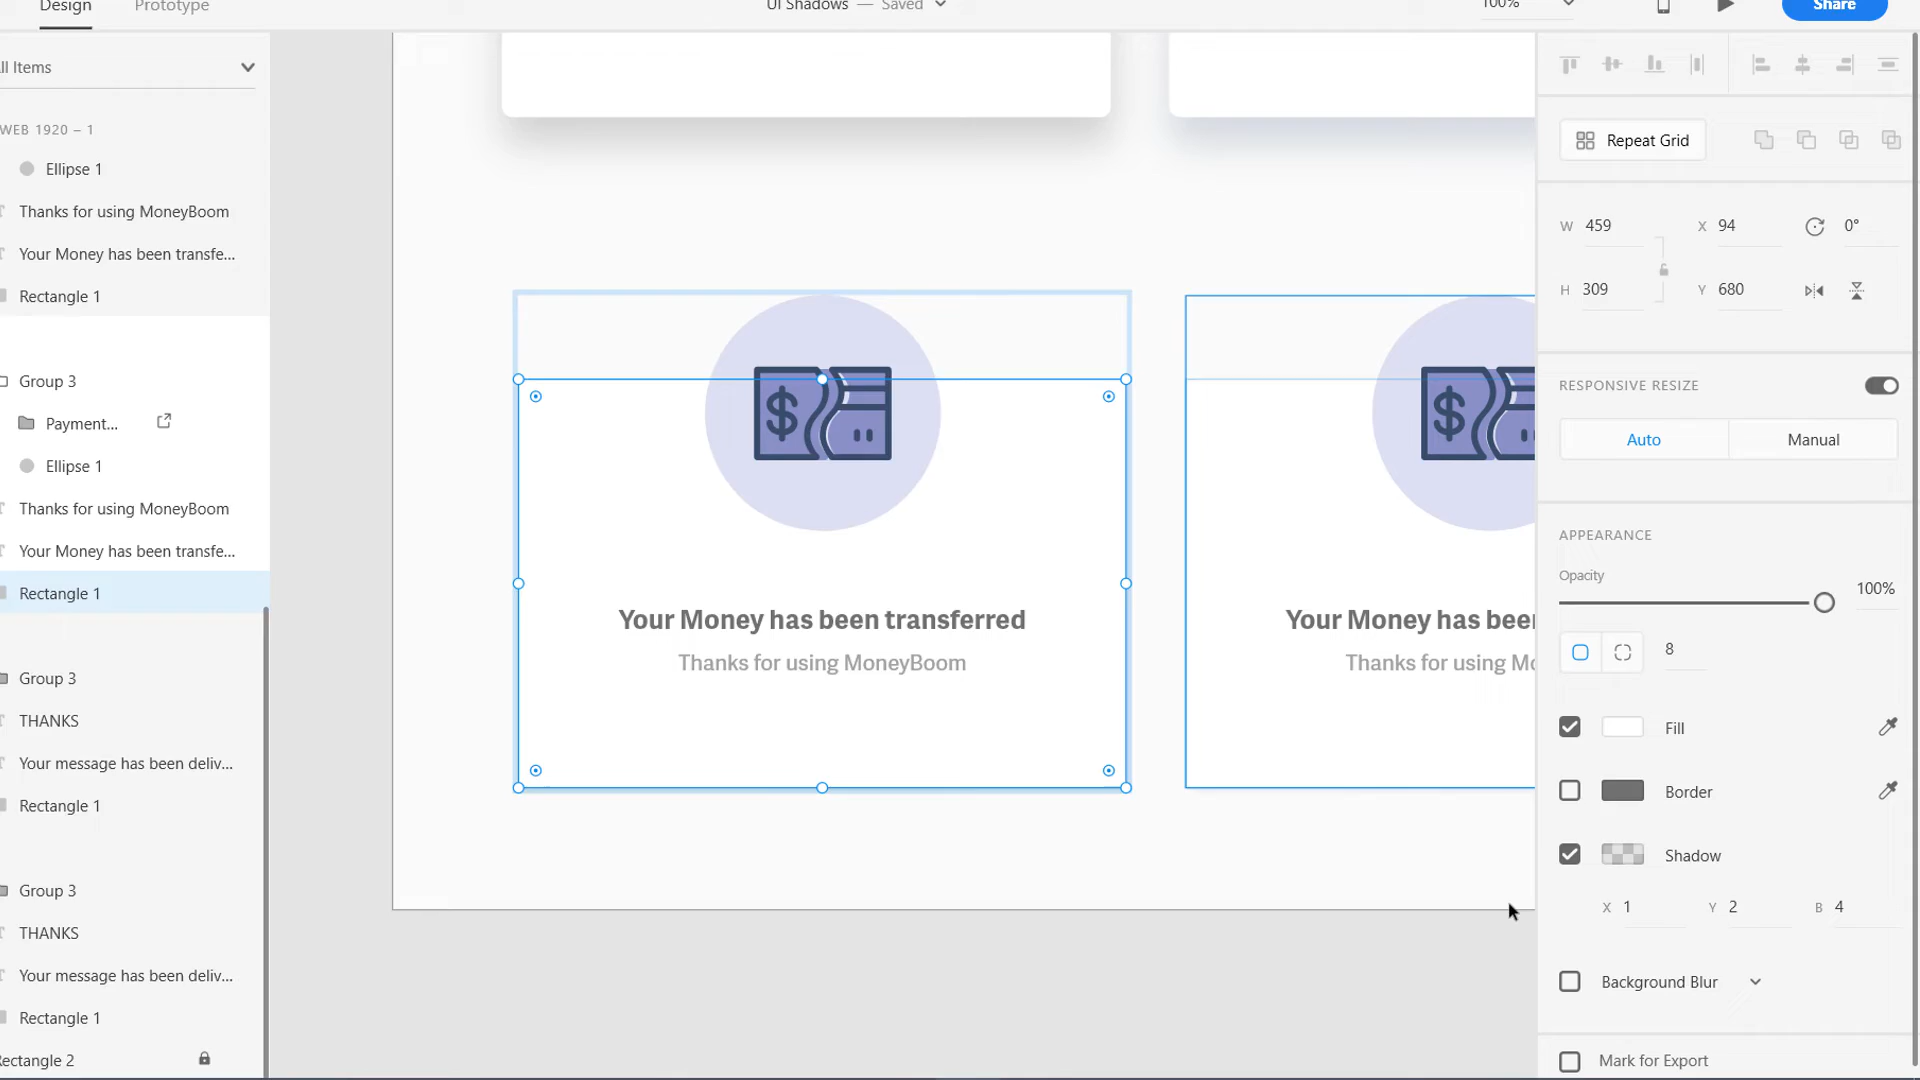 Design
Prototype
UI Shadows — Saved
100%
Share
ll Items
WEB 1920 – 1
Ellipse 1
Thanks for using MoneyBoom
Your Money has been transfe...
Rectangle 1
Group 3
Payment...
Ellipse 1
Thanks for using MoneyBoom
Your Money has been transfe...
Rectangle 1
Group 3
THANKS
Your message has been deliv...
Rectangle 1
Group 3
THANKS
Your message has been deliv...
Rectangle 1
ectangle 2
$
Your Money has been transferred
Thanks for using MoneyBoom
$
Your Money has beer
Thanks for using Mo
Repeat Grid
W 459
X 94
0°
H 309
Y 680
RESPONSIVE RESIZE
Auto
Manual
APPEARANCE
Opacity
100%
8
Fill
Border
Shadow
X 1
Y 2
B 4
Background Blur
Mark for Export